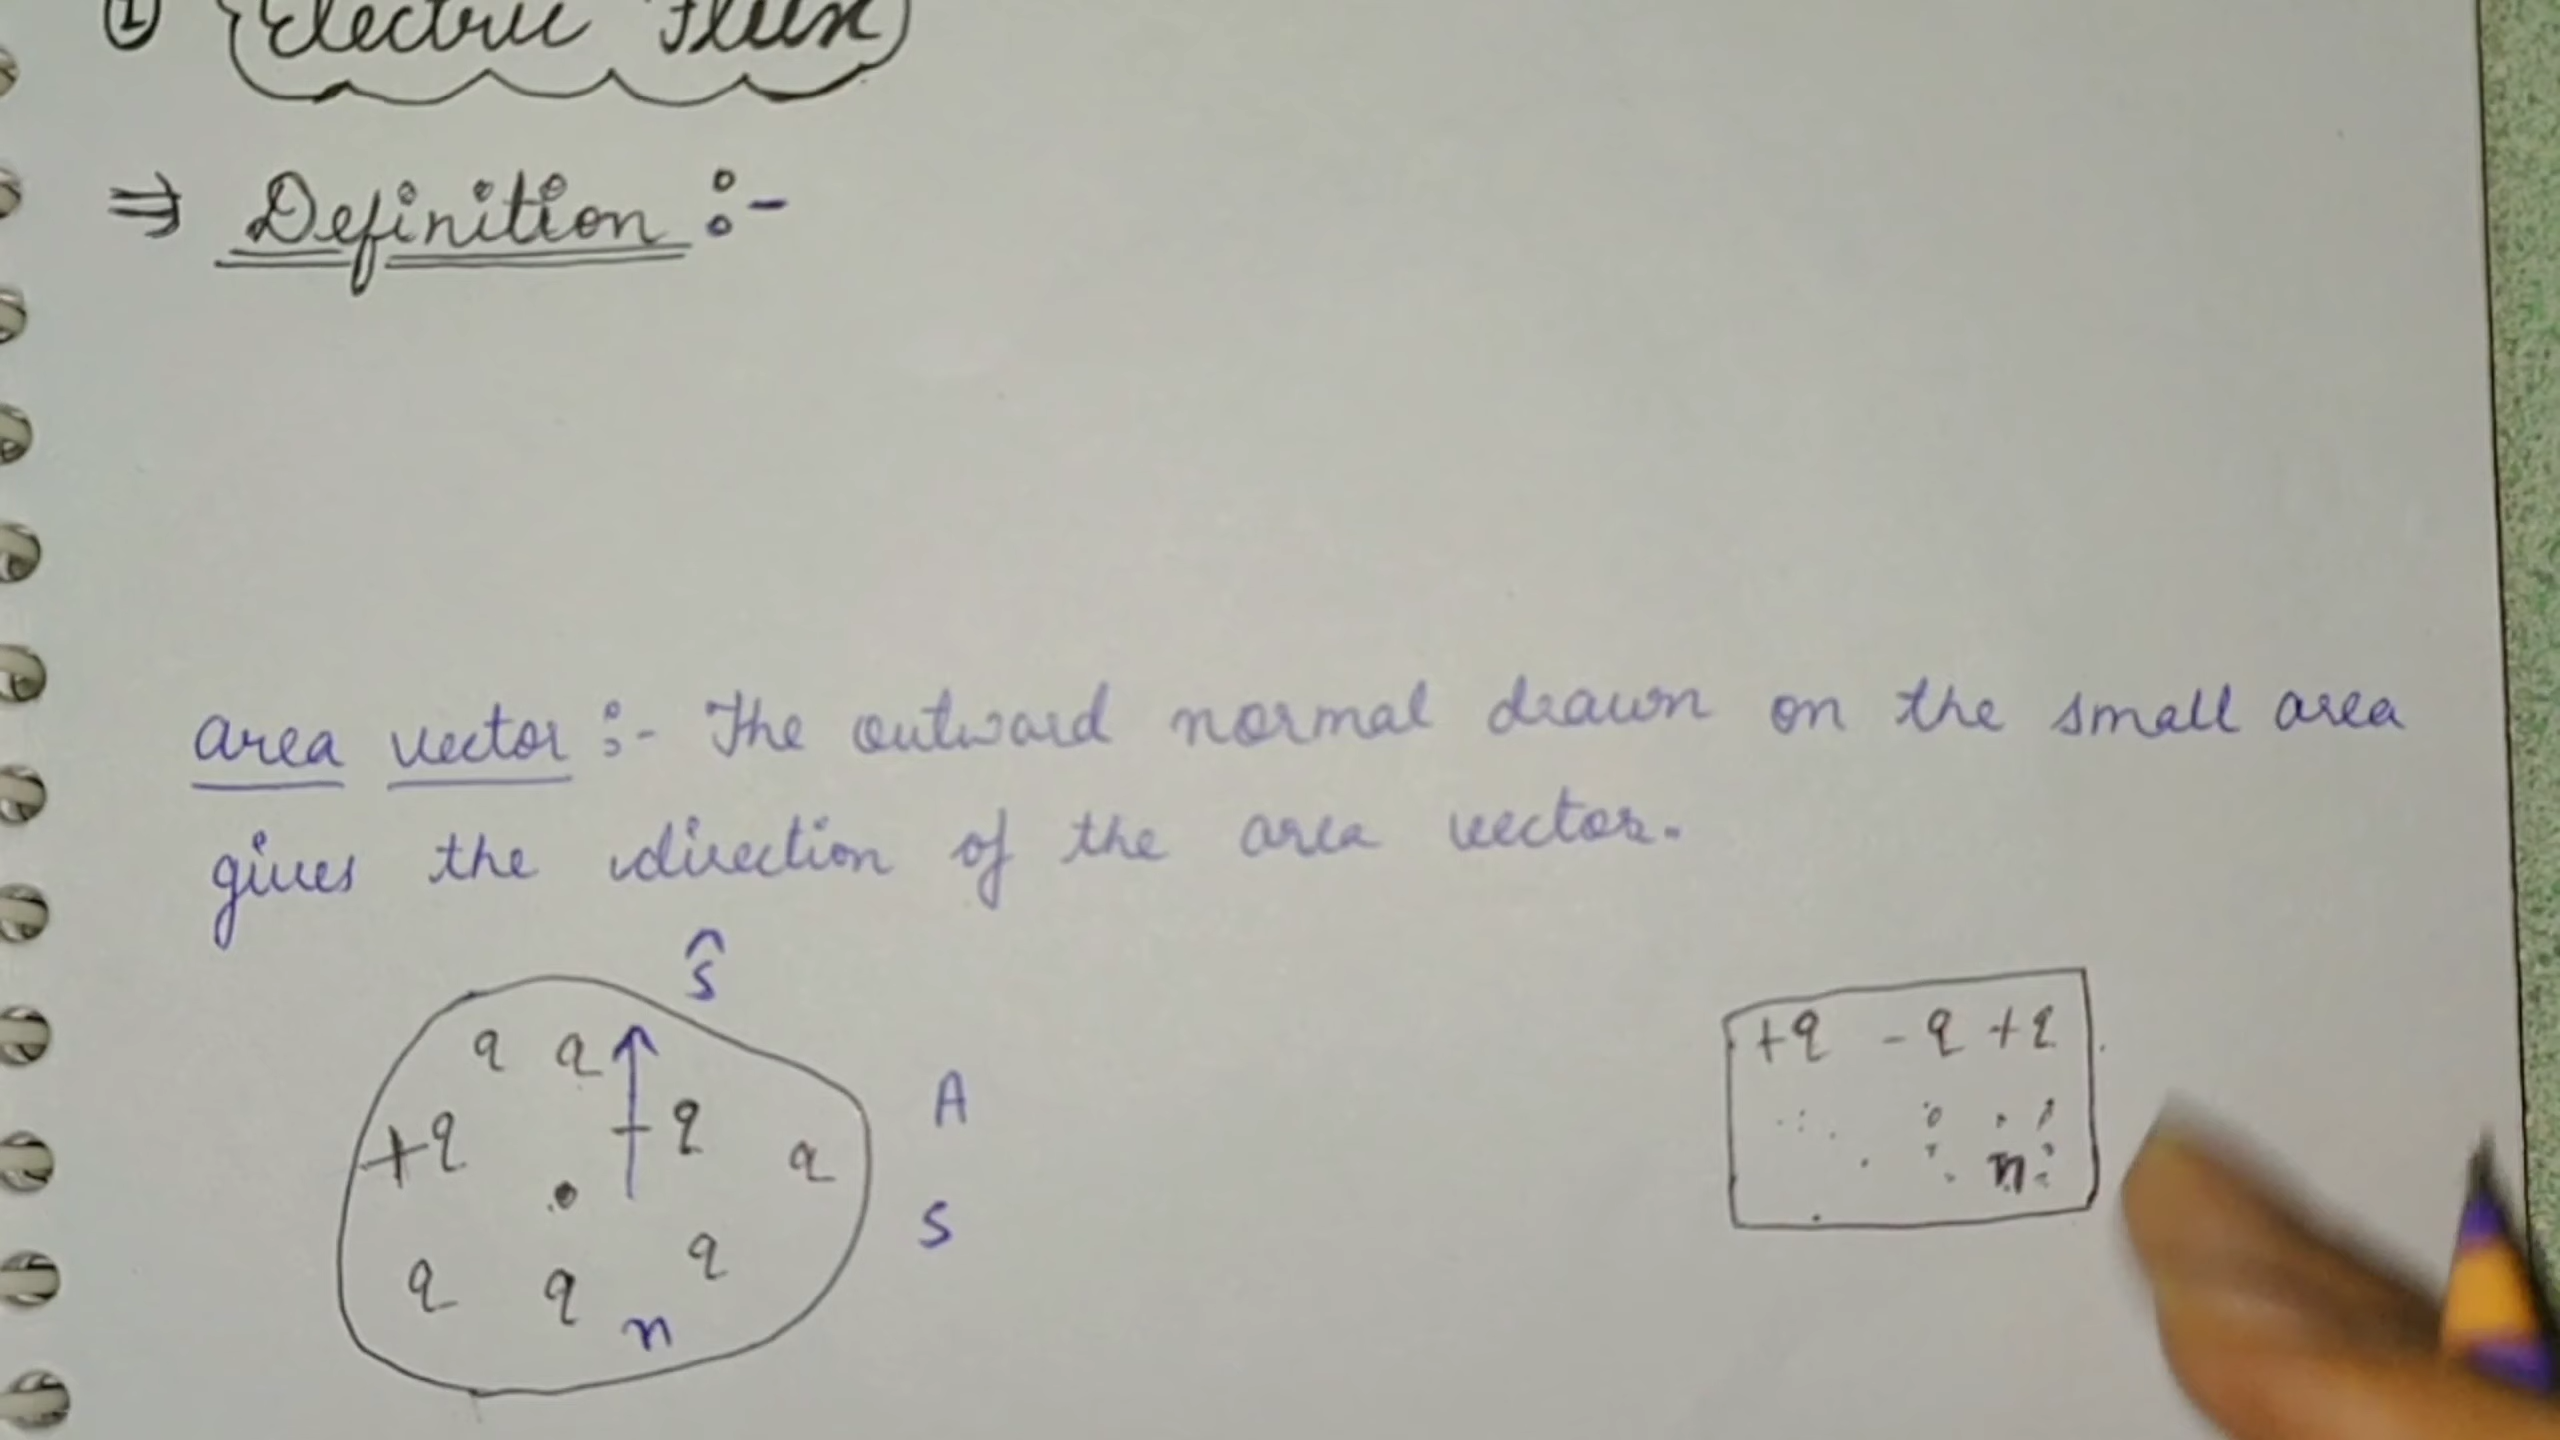 ① Electric Flux
⇒ Definition :-
area vector :- The outward normal drawn on the small area
gives the direction of the area vector.
ŝ
q q
+q - q q
A
q q q
S
n
+q - q +q
n